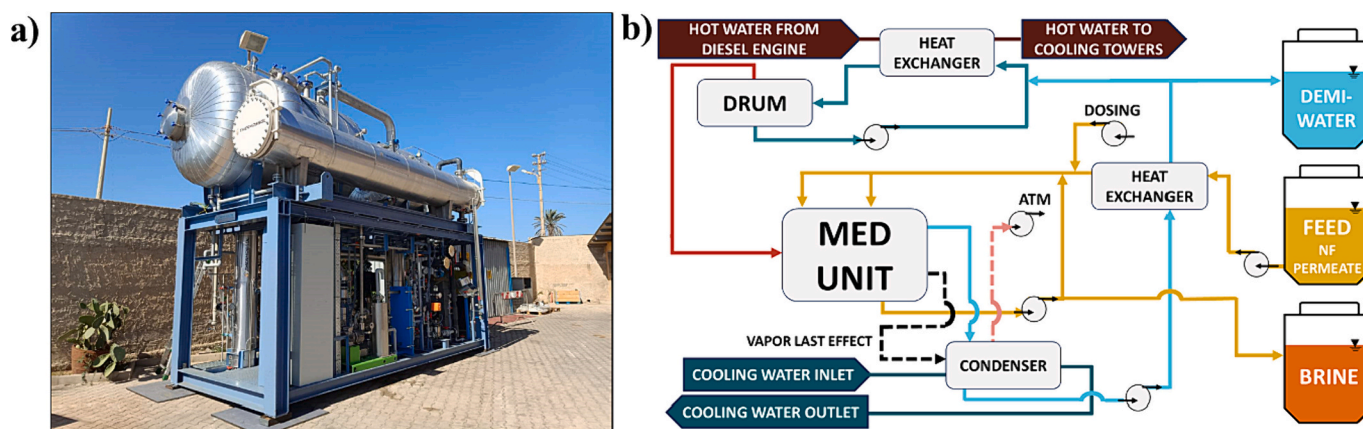 a)
b)
HOT WATER FROM
DIESEL ENGINE
HEAT
EXCHANGER
HOT WATER TO
COOLING TOWERS
DRUM
DOSING
DEMI-
WATER
HEAT
EXCHANGER
ATM
MED
UNIT
FEED
NF
PERMEATE
VAPOR LAST EFFECT
CONDENSER
COOLING WATER INLET
COOLING WATER OUTLET
BRINE